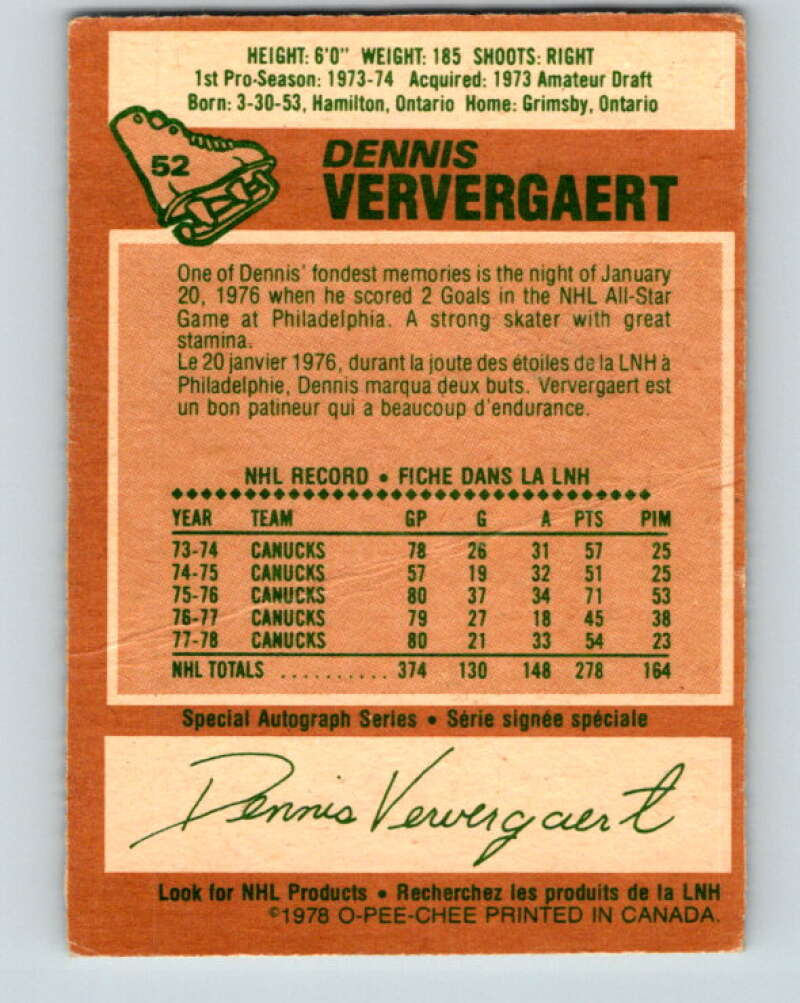 HEIGHT: 6'0" WEIGHT: 185 SHOOTS: RIGHT
1st Pro-Season: 1973-74 Acquired: 1973 Amateur Draft
Born: 3-30-53, Hamilton, Ontario Home: Grimsby, Ontario
52
DENNIS
VERVERGAERT
One of Dennis' fondest memories is the night of January
20, 1976 when he scored 2 Goals in the NHL All-Star
Game at Philadelphia. A strong skater with great
stamina.
Le 20 janvier 1976, durant la joute des étoiles de la LNH à
Philadelphie, Dennis marqua deux buts. Ververgaert est
un bon patineur qui a beaucoup d'endurance.
NHL RECORD • FICHE DANS LA LNH
YEAR TEAM GP G A PTS PIM
73-74 CANUCKS 78 26 31 57 25
74-75 CANUCKS 57 19 32 51 25
75-76 CANUCKS 80 37 34 71 53
76-77 CANUCKS 79 27 18 45 38
77-78 CANUCKS 80 21 33 54 23
NHL TOTALS .......... 374 130 148 278 164
Special Autograph Series • Série signée spéciale
Dennis Ververgaert
Look for NHL Products • Recherchez les produits de la LNH
©1978 O-PEE-CHEE PRINTED IN CANADA.